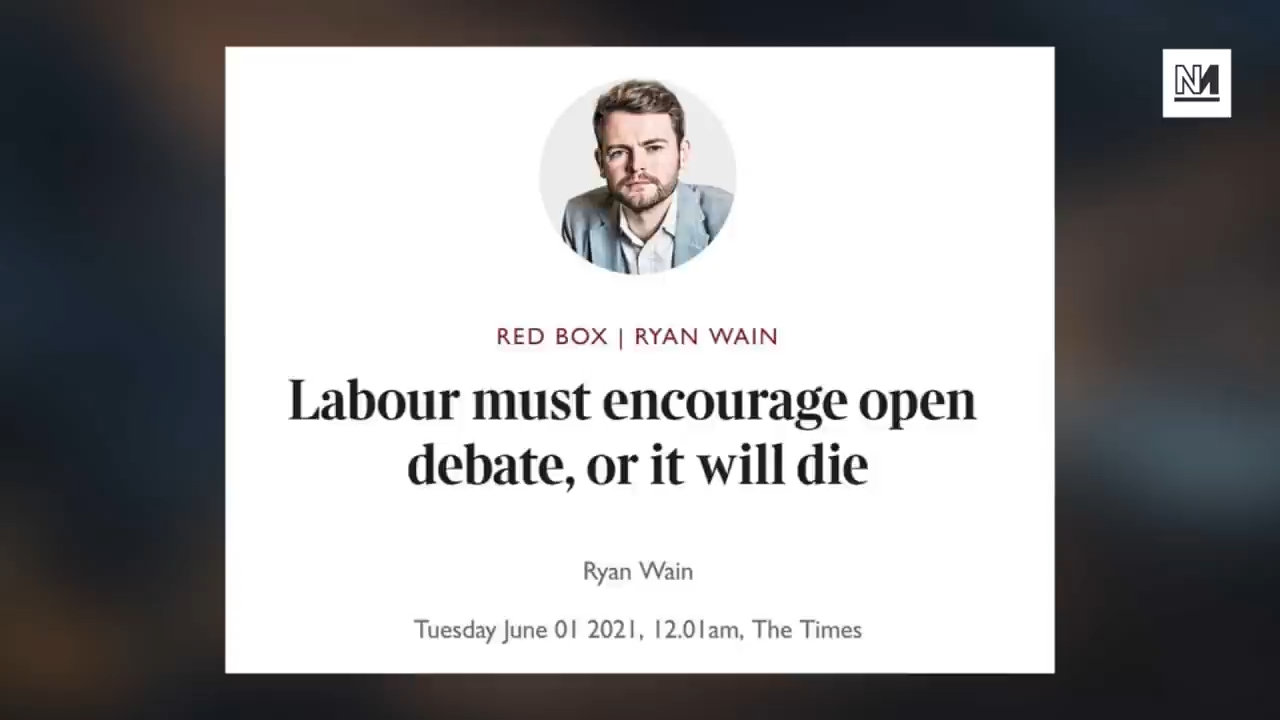 NM
RED BOX | RYAN WAIN
Labour must encourage open
debate, or it will die
Ryan Wain
Tuesday June 01 2021, 12.01am, The Times